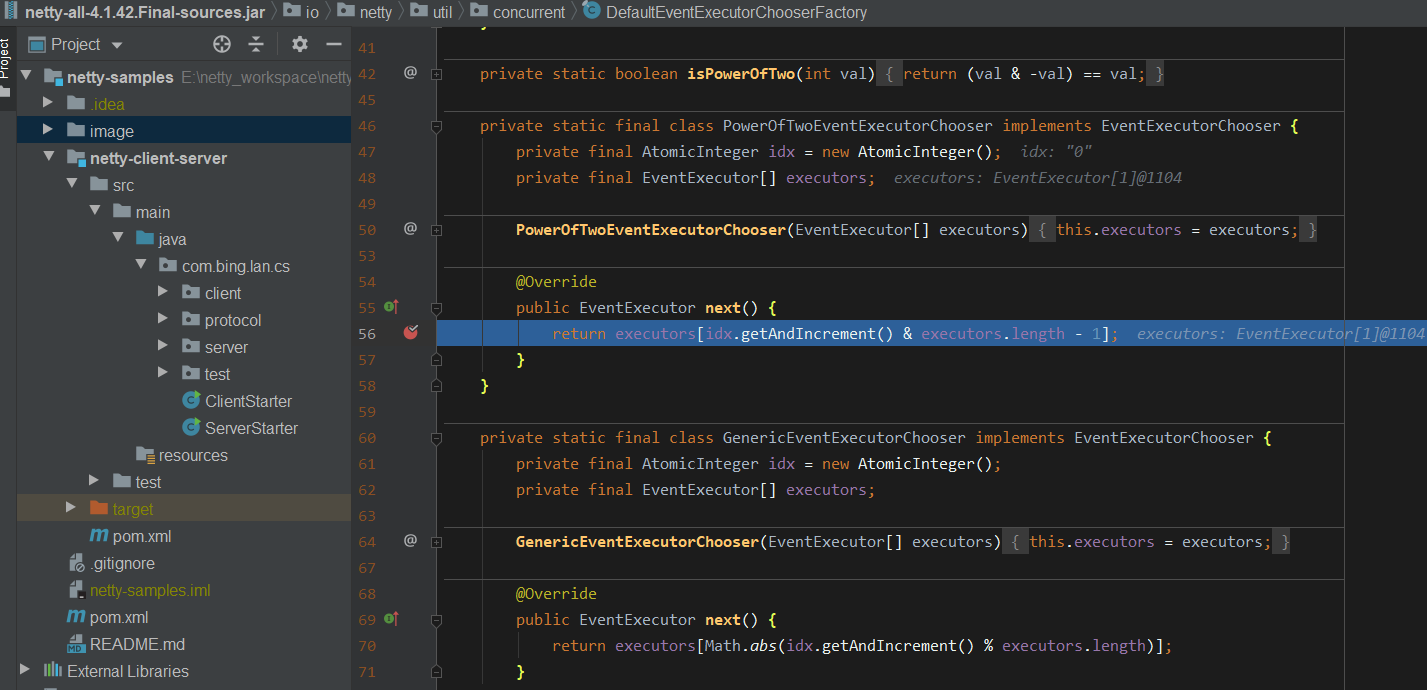 netty-all-4.1.42.Final-sources.jar io netty util concurrent DefaultEventExecutorChooserFactory
Project
Project
netty-samples E:\netty_workspace\netty
.idea
image
netty-client-server
src
main
java
com.bing.lan.cs
client
protocol
server
test
ClientStarter
ServerStarter
resources
test
target
pom.xml
.gitignore
netty-samples.iml
pom.xml
README.md
External Libraries
41
42 @ private static boolean isPowerOfTwo(int val) { return (val & -val) == val; }
45
46 private static final class PowerOfTwoEventExecutorChooser implements EventExecutorChooser {
47 private final AtomicInteger idx = new AtomicInteger(); idx: "0"
48 private final EventExecutor[] executors; executors: EventExecutor[1]@1104
49
50 @ PowerOfTwoEventExecutorChooser(EventExecutor[] executors) { this.executors = executors; }
53
54 @Override
55 public EventExecutor next() {
56 return executors[idx.getAndIncrement() & executors.length - 1]; executors: EventExecutor[1]@1104
57 }
58 }
59
60 private static final class GenericEventExecutorChooser implements EventExecutorChooser {
61 private final AtomicInteger idx = new AtomicInteger();
62 private final EventExecutor[] executors;
63
64 @ GenericEventExecutorChooser(EventExecutor[] executors) { this.executors = executors; }
67
68 @Override
69 public EventExecutor next() {
70 return executors[Math.abs(idx.getAndIncrement() % executors.length)];
71 }